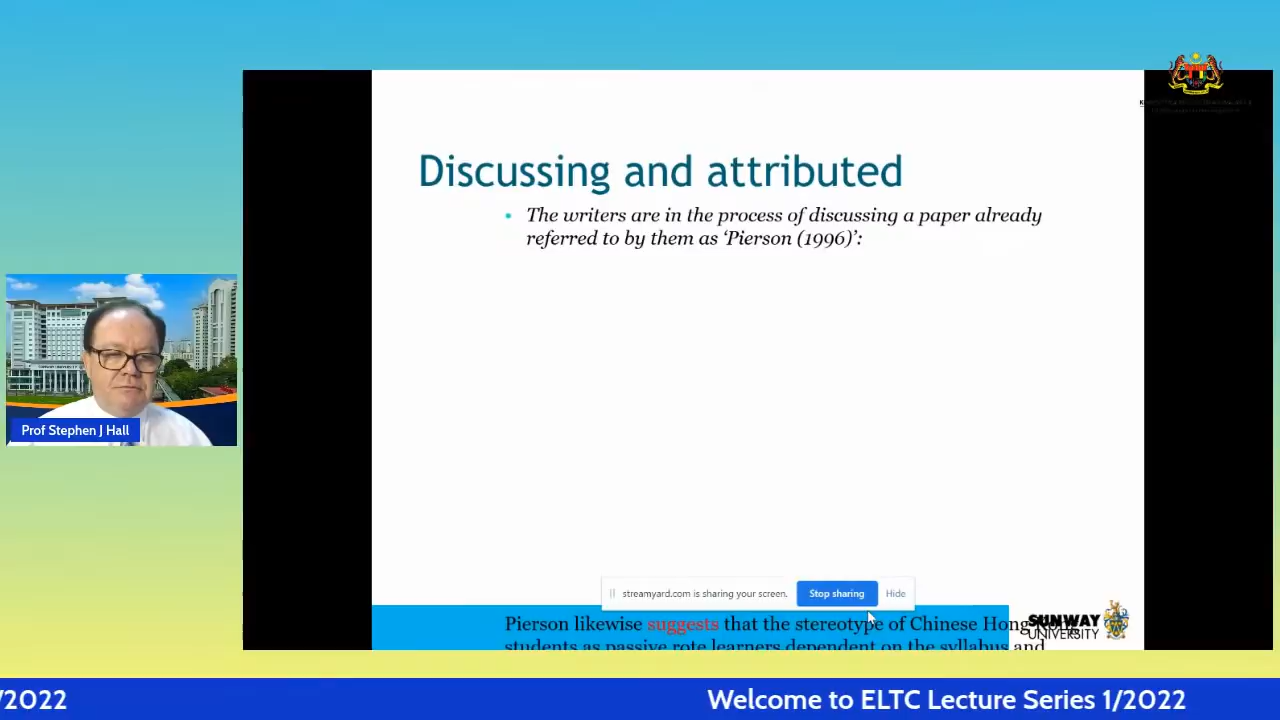 Discussing and attributed
• The writers are in the process of discussing a paper already
referred to by them as ‘Pierson (1996)’:
Prof Stephen J Hall
streamyard.com is sharing your screen.
Stop sharing
Hide
Pierson likewise suggests that the stereotype of Chinese Hong Kong
students as passive rote learners dependent on the syllabus and
SUNWAY
UNIVERSITY
/2022
Welcome to ELTC Lecture Series 1/2022